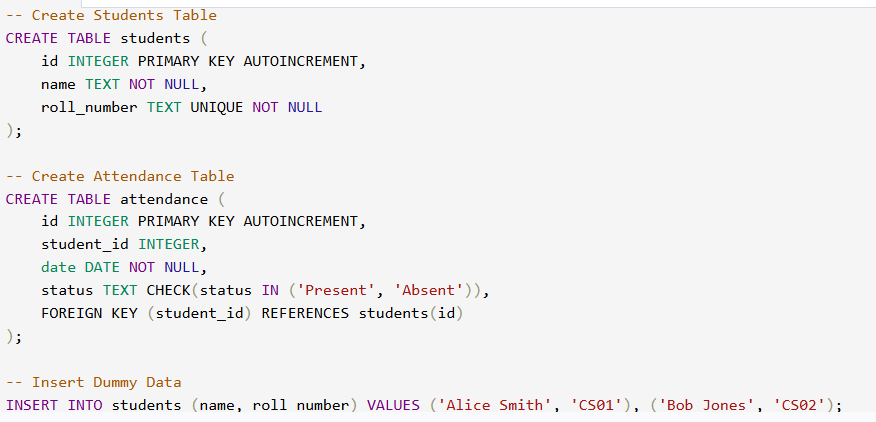 -- Create Students Table
CREATE TABLE students (
    id INTEGER PRIMARY KEY AUTOINCREMENT,
    name TEXT NOT NULL,
    roll_number TEXT UNIQUE NOT NULL
);

-- Create Attendance Table
CREATE TABLE attendance (
    id INTEGER PRIMARY KEY AUTOINCREMENT,
    student_id INTEGER,
    date DATE NOT NULL,
    status TEXT CHECK(status IN ('Present', 'Absent')),
    FOREIGN KEY (student_id) REFERENCES students(id)
);

-- Insert Dummy Data
INSERT INTO students (name, roll_number) VALUES ('Alice Smith', 'CS01'), ('Bob Jones', 'CS02');